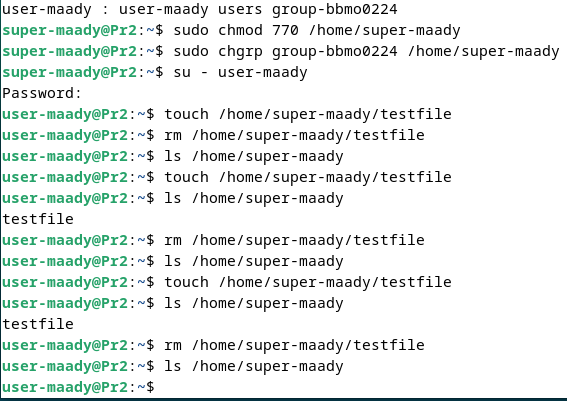 user-maady : user-maady users group-bbmo0224
super-maady@Pr2:~$ sudo chmod 770 /home/super-maady
super-maady@Pr2:~$ sudo chgrp group-bbmo0224 /home/super-maady
super-maady@Pr2:~$ su - user-maady
Password:
user-maady@Pr2:~$ touch /home/super-maady/testfile
user-maady@Pr2:~$ rm /home/super-maady/testfile
user-maady@Pr2:~$ ls /home/super-maady
user-maady@Pr2:~$ touch /home/super-maady/testfile
user-maady@Pr2:~$ ls /home/super-maady
testfile
user-maady@Pr2:~$ rm /home/super-maady/testfile
user-maady@Pr2:~$ ls /home/super-maady
user-maady@Pr2:~$ touch /home/super-maady/testfile
user-maady@Pr2:~$ ls /home/super-maady
testfile
user-maady@Pr2:~$ rm /home/super-maady/testfile
user-maady@Pr2:~$ ls /home/super-maady
user-maady@Pr2:~$